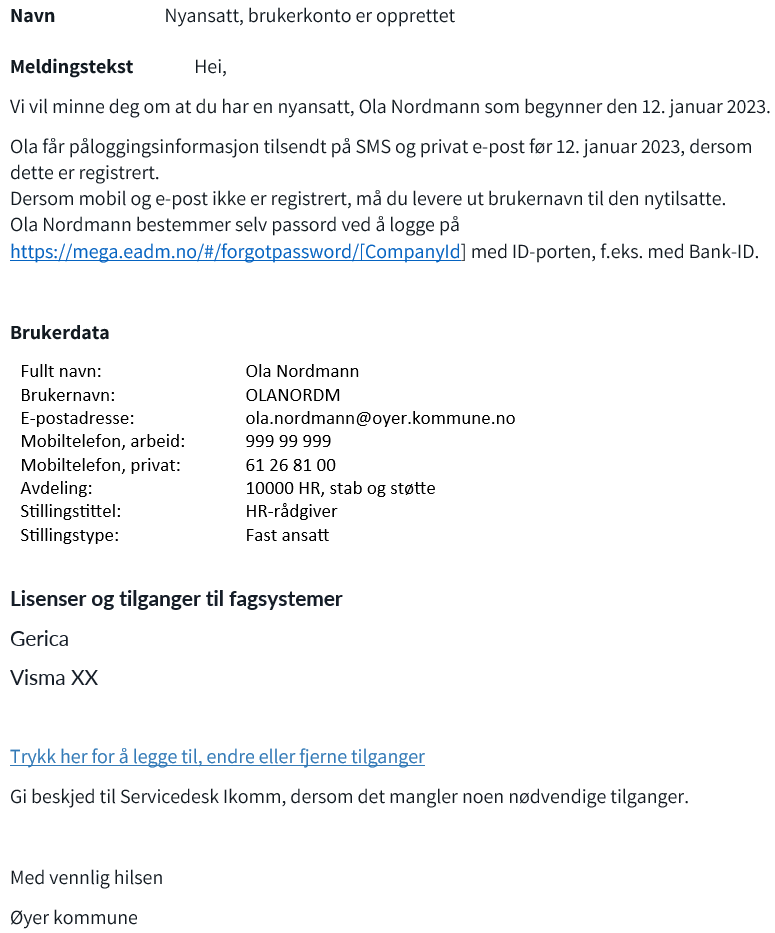 Navn Nyansatt, brukerkonto er opprettet
Meldingstekst Hei,
Vi vil minne deg om at du har en nyansatt, Ola Nordmann som begynner den 12. januar 2023.
Ola får påloggingsinformasjon tilsendt på SMS og privat e-post før 12. januar 2023, dersom
dette er registrert.
Dersom mobil og e-post ikke er registrert, må du levere ut brukernavn til den nytilsatte.
Ola Nordmann bestemmer selv passord ved å logge på
https://mega.eadm.no/#/forgotpassword/[CompanyId] med ID-porten, f.eks. med Bank-ID.
Brukerdata
Fullt navn: Ola Nordmann
Brukernavn: OLANORDM
E-postadresse: ola.nordmann@oyer.kommune.no
Mobiltelefon, arbeid: 999 99 999
Mobiltelefon, privat: 61 26 81 00
Avdeling: 10000 HR, stab og støtte
Stillingstittel: HR-rådgiver
Stillingstype: Fast ansatt
Lisenser og tilganger til fagsystemer
Gerica
Visma XX
Trykk her for å legge til, endre eller fjerne tilganger
Gi beskjed til Servicedesk Ikomm, dersom det mangler noen nødvendige tilganger.
Med vennlig hilsen
Øyer kommune